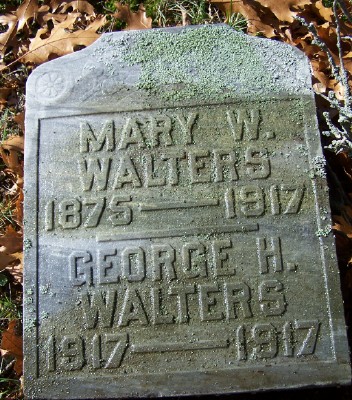 MARY W.
WALTERS
1875 — 1917
GEORGE H.
WALTERS
1917 — 1917